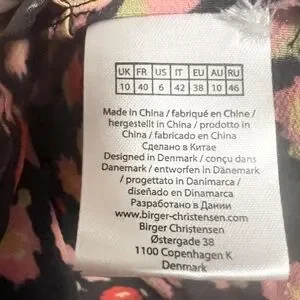 UK FR US IT EU AU RU
10 40 6 42 38 10 46
Made in China / fabriqué en Chine /
hergestellt in China / prodotto in
China / fabricado en China
Сделано в Китае
Designed in Denmark / conçu dans
Danemark / entworfen in Dänemark
/ progettato in Danimarca /
diseñado en Dinamarca
Разработано в Дании
www.birger-christensen.com
Birger Christensen
Østergade 38
1100 Copenhagen K
Denmark